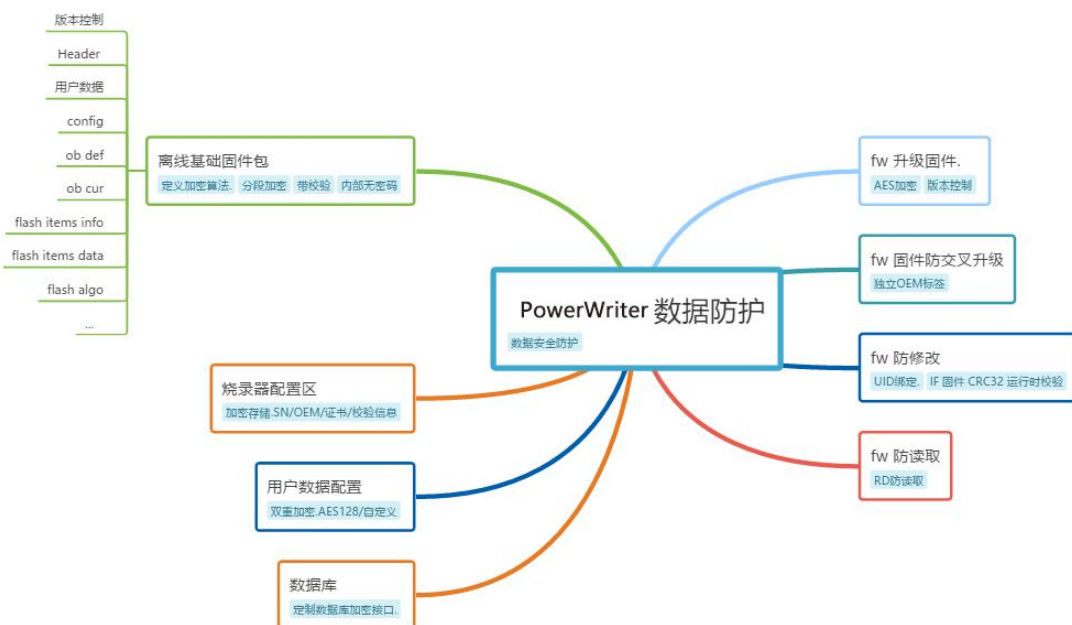 版本控制
Header
用户数据
config
ob def
ob cur
flash items info
flash items data
flash algo
...
离线基础固件包
定义加密算法. 分段加密 带校验 内部无密码
烧录器配置区
加密存储.SN/OEM/证书/校验信息
用户数据配置
双重加密.AES128/自定义
数据库
定制数据库加密接口.
PowerWriter 数据防护
数据安全防护
fw 升级固件.
AES加密 版本控制
fw 固件防交叉升级
独立OEM标签
fw 防修改
UID绑定. IF 固件 CRC32 运行时校验
fw 防读取
RD防读取